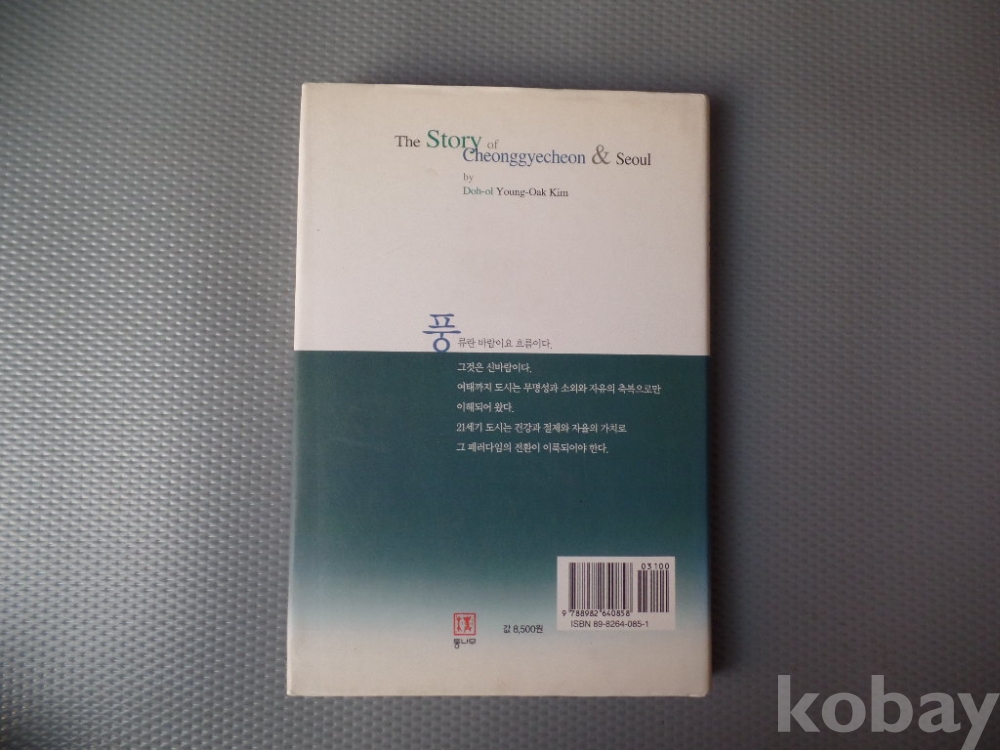 The Story of
Cheonggyecheon & Seoul
by
Doh-ol Young-Oak Kim
풍류란 바람이요 흐름이다.
그것은 신바람이다.
여태까지 도시는 무명성과 소외와 자유의 축복으로만
이해되어 왔다.
21세기 도시는 건강과 절제와 자율의 가치로
그 패러다임의 전환이 이룩되어야 한다.
03100
9 788982 640858
ISBN 89-8264-085-1
통나무
값 8,500원
kobay